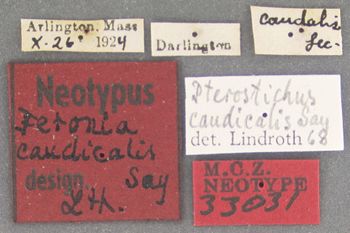 Arlington, Mass
X-26 1924
Darlington
caudalis
Lec-
Neotypus
Feronia
caudicalis
design. Say
Lth.
Pterostichus
caudicalis Say
det. Lindroth 68
M.C.Z.
NEOTYPE
33031